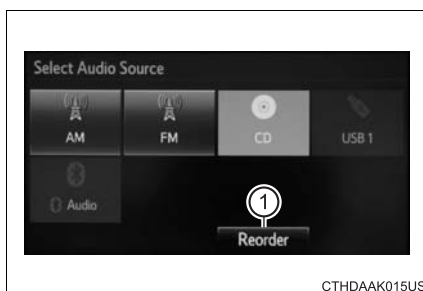 Select Audio Source
AM FM CD USB 1
Audio
1
Reorder
CTHDAAK015US